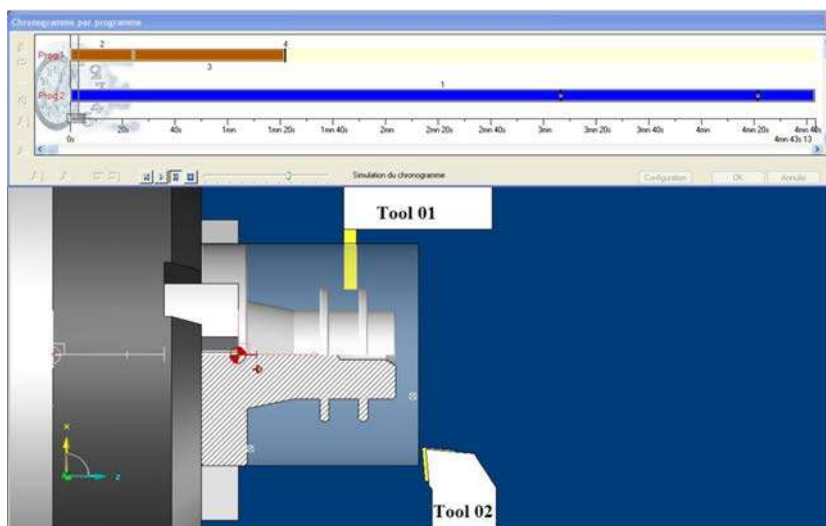 Chronogramme par programme
2 4
Prog 1
3
1
Prog 2
0s 20s 40s 1mn 1mn 20s 1mn 40s 2mn 2mn 20s 2mn 40s 3mn 3mn 20s 3mn 40s 4mn 4mn 20s 4mn 40s
4mn 43s 13
Simulation du chronogramme Configuration OK Annuler
Tool 01
X
Z
Tool 02